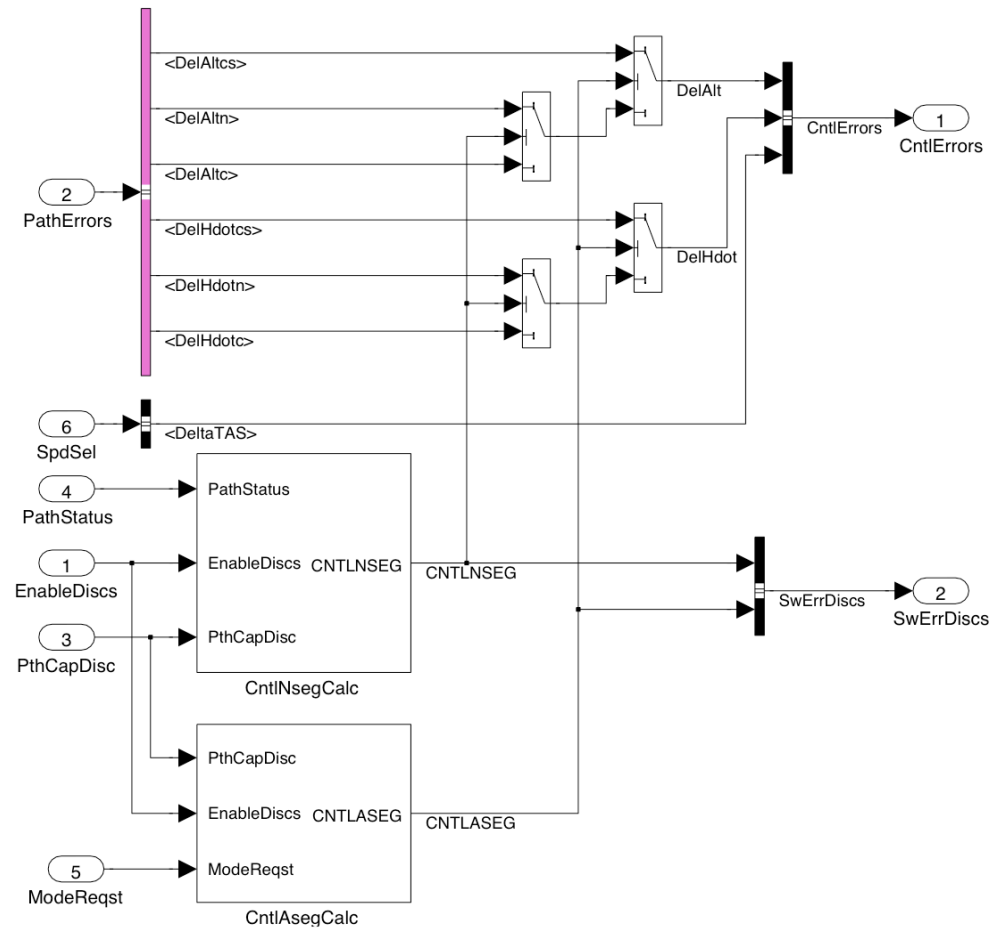 <DelAltcs>
DelAlt
<DelAltn>
CntlErrors
1
CntlErrors
<DelAltc>
2
PathErrors
<DelHdotcs>
DelHdot
<DelHdotn>
<DelHdotc>
6
SpdSel
<DeltaTAS>
4
PathStatus
PathStatus
1
EnableDiscs
EnableDiscs
CNTLNSEG
CNTLNSEG
SwErrDiscs
2
SwErrDiscs
3
PthCapDisc
PthCapDisc
CntlNsegCalc
PthCapDisc
EnableDiscs
CNTLASEG
CNTLASEG
5
ModeReqst
ModeReqst
CntlAsegCalc